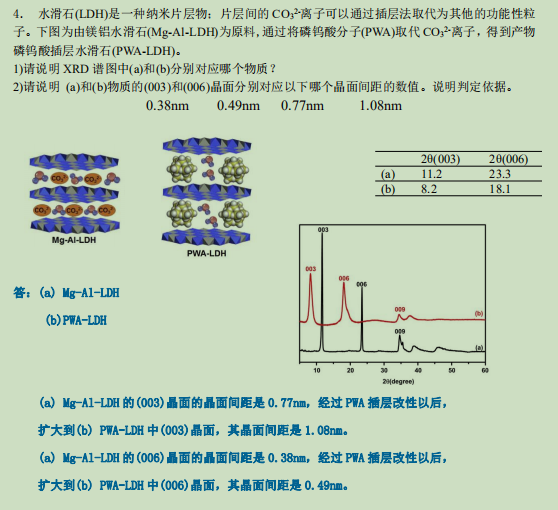 4. 水滑石(LDH)是一种纳米片层物；片层间的 CO₃²⁻离子可以通过插层法取代为其他的功能性粒
子。下图为由镁铝水滑石(Mg-Al-LDH)为原料,通过将磷钨酸分子(PWA)取代 CO₃²⁻离子，得到产物
磷钨酸插层水滑石(PWA-LDH)。
1)请说明 XRD 谱图中(a)和(b)分别对应哪个物质？
2)请说明 (a)和(b)物质的(003)和(006)晶面分别对应以下哪个晶面间距的数值。说明判定依据。
0.38nm 0.49nm 0.77nm 1.08nm
CO₃²⁻ CO₃²⁻
CO₃²⁻ CO₃²⁻ CO₃²⁻
Mg-Al-LDH
PWA-LDH
2θ(003) 2θ(006)
(a) 11.2 23.3
(b) 8.2 18.1
003
003
006
006
009
(b)
009
(a)
10 20 30 40 50 60
2θ(degree)
答：(a) Mg-Al-LDH
(b)PWA-LDH
(a) Mg-Al-LDH 的(003)晶面的晶面间距是 0.77nm，经过 PWA 插层改性以后，
扩大到(b) PWA-LDH 中(003)晶面，其晶面间距是 1.08nm。
(a) Mg-Al-LDH 的(006)晶面的晶面间距是 0.38nm，经过 PWA 插层改性以后，
扩大到(b) PWA-LDH 中(006)晶面，其晶面间距是 0.49nm。